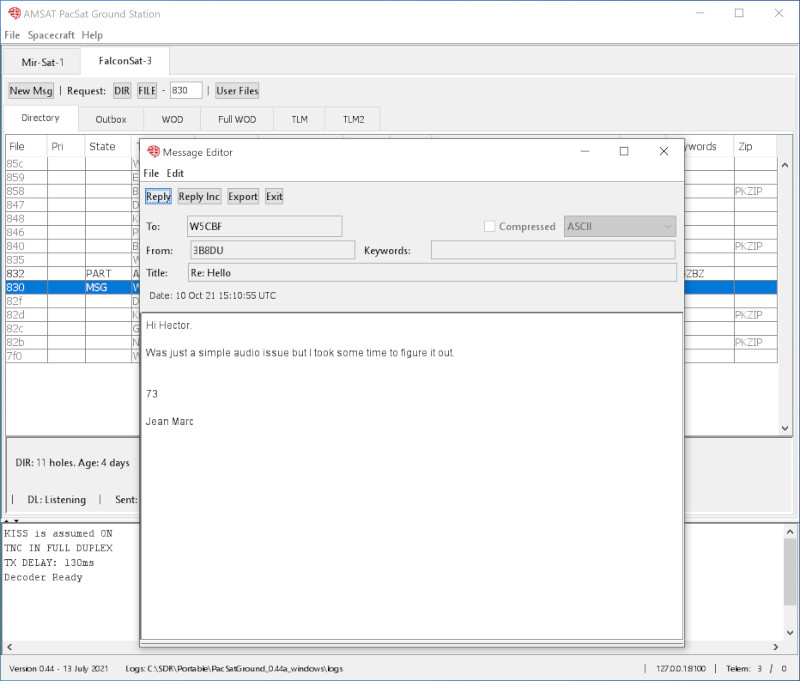 AMSAT PacSat Ground Station
File Spacecraft Help
Mir-Sat-1 FalconSat-3
New Msg | Request: DIR FILE - 830 | User Files
Directory Outbox WOD Full WOD TLM TLM2
File Pri State ywords Zip
85c W
859 E
858 B PKZIP
847 D
848 K
846 P
840 B PKZIP
835 W
832 PART A ZBZ
830 MSG W
82f D
82d K PKZIP
82c G
82b N PKZIP
7f0 W
Message Editor
File Edit
Reply Reply Inc Export Exit
To: W5CBF Compressed ASCII
From: 3B8DU Keywords:
Title: Re: Hello
Date: 10 Oct 21 15:10:55 UTC
Hi Hector.
Was just a simple audio issue but I took some time to figure it out.
73
Jean Marc
DIR: 11 holes. Age: 4 days
| DL: Listening | Sent:
KISS is assumed ON
TNC IN FULL DUPLEX
TX DELAY: 130ms
Decoder Ready
Version 0.44 - 13 July 2021 Logs: C:\SDR\Portable\PacSatGround_0.44a_windows\logs | 127.0.0.1:8100 | Telem: 3 / 0